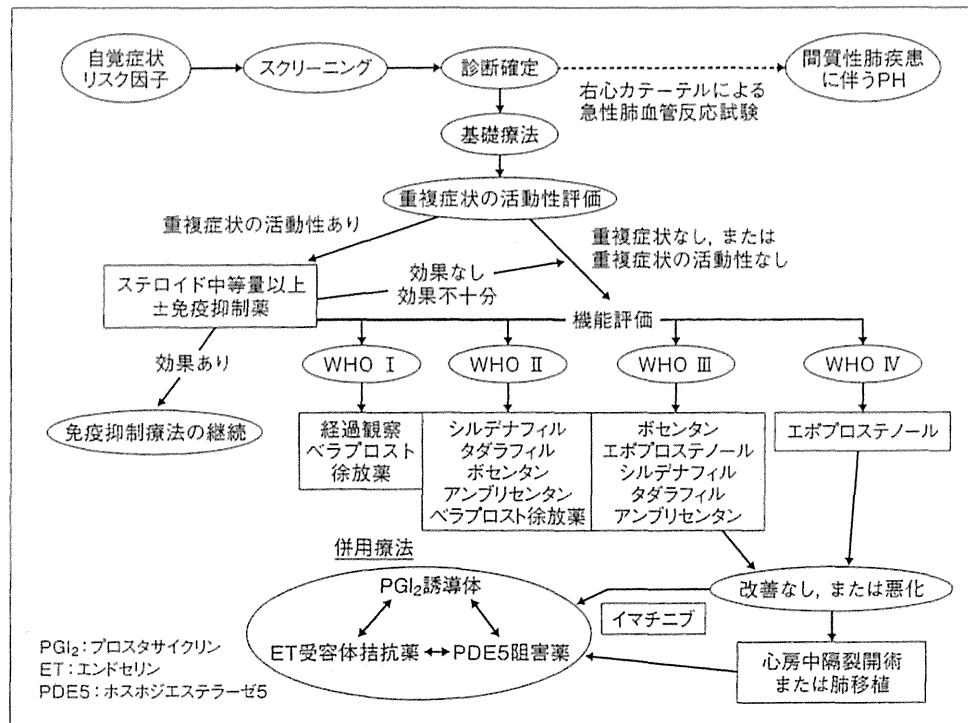 自覚症状
リスク因子
スクリーニング
診断確定
間質性肺疾患
に伴うPH
右心カテーテルによる
急性肺血管反応試験
基礎療法
重複症状の活動性評価
重複症状の活動性あり
重複症状なし，または
重複症状の活動性なし
ステロイド中等量以上
±免疫抑制薬
効果なし
効果不十分
機能評価
効果あり
免疫抑制療法の継続
WHO Ⅰ
WHO Ⅱ
WHO Ⅲ
WHO Ⅳ
経過観察
ベラプロスト
徐放薬
シルデナフィル
タダラフィル
ボセンタン
アンブリセンタン
ベラプロスト徐放薬
ボセンタン
エポプロステノール
シルデナフィル
タダラフィル
アンブリセンタン
エポプロステノール
併用療法
PGI₂誘導体
ET受容体拮抗薬
PDE5阻害薬
改善なし，または悪化
イマチニブ
心房中隔裂開術
または肺移植
PGI₂：プロスタサイクリン
ET：エンドセリン
PDE5：ホスホジエステラーゼ5